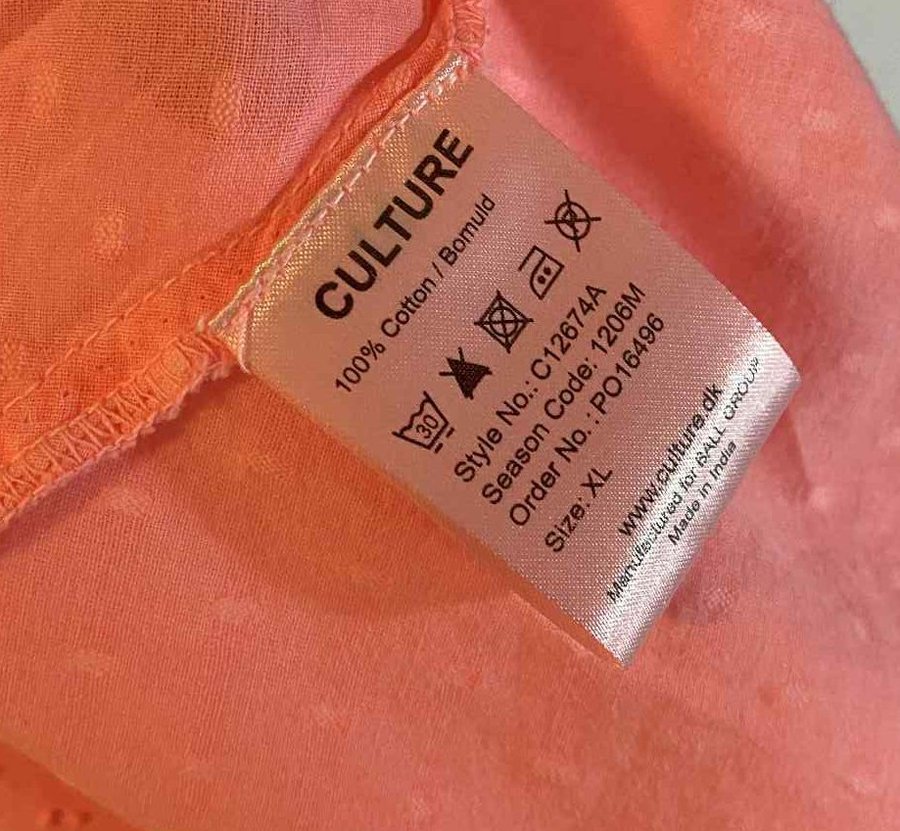 CULTURE
100% Cotton / Bomuld
30
Style No.: C12674A
Season Code: 1206M
Order No. : PO16496
Size: XL
www.culture.dk
Manufactured for BALL GROUP
Made in India